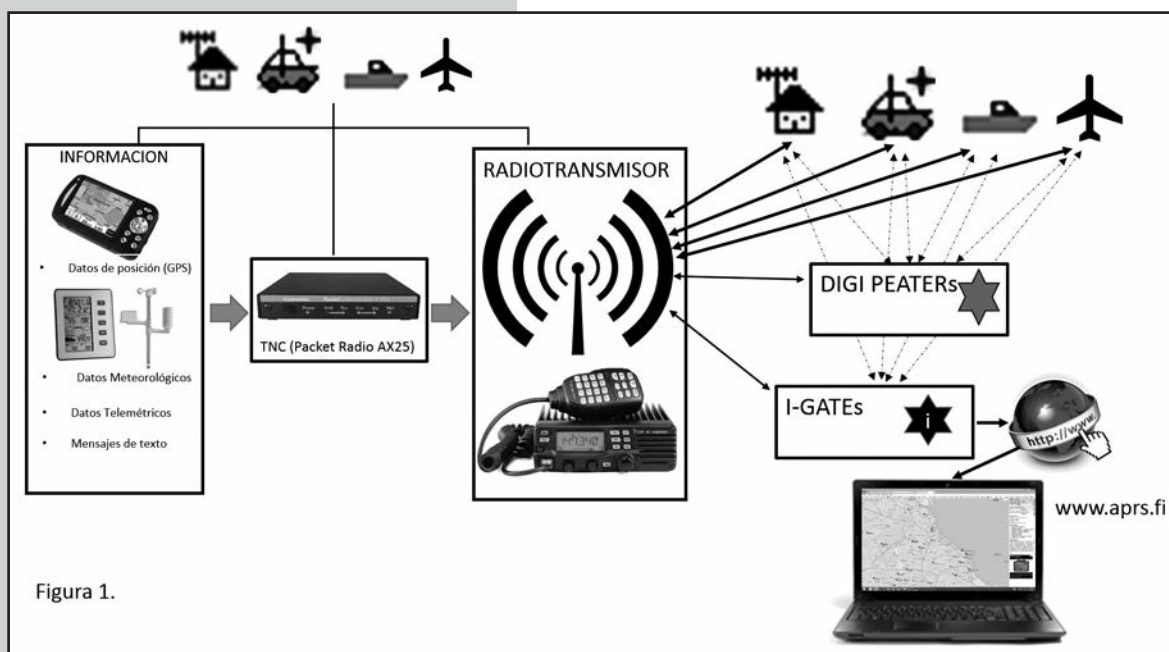 INFORMACION
• Datos de posición (GPS)
• Datos Meteorológicos
• Datos Telemétricos
• Mensajes de texto
TNC (Packet Radio AX25)
RADIOTRANSMISOR
DIGI PEATERs
I-GATEs
i
http://www.
www.aprs.fi
Figura 1.